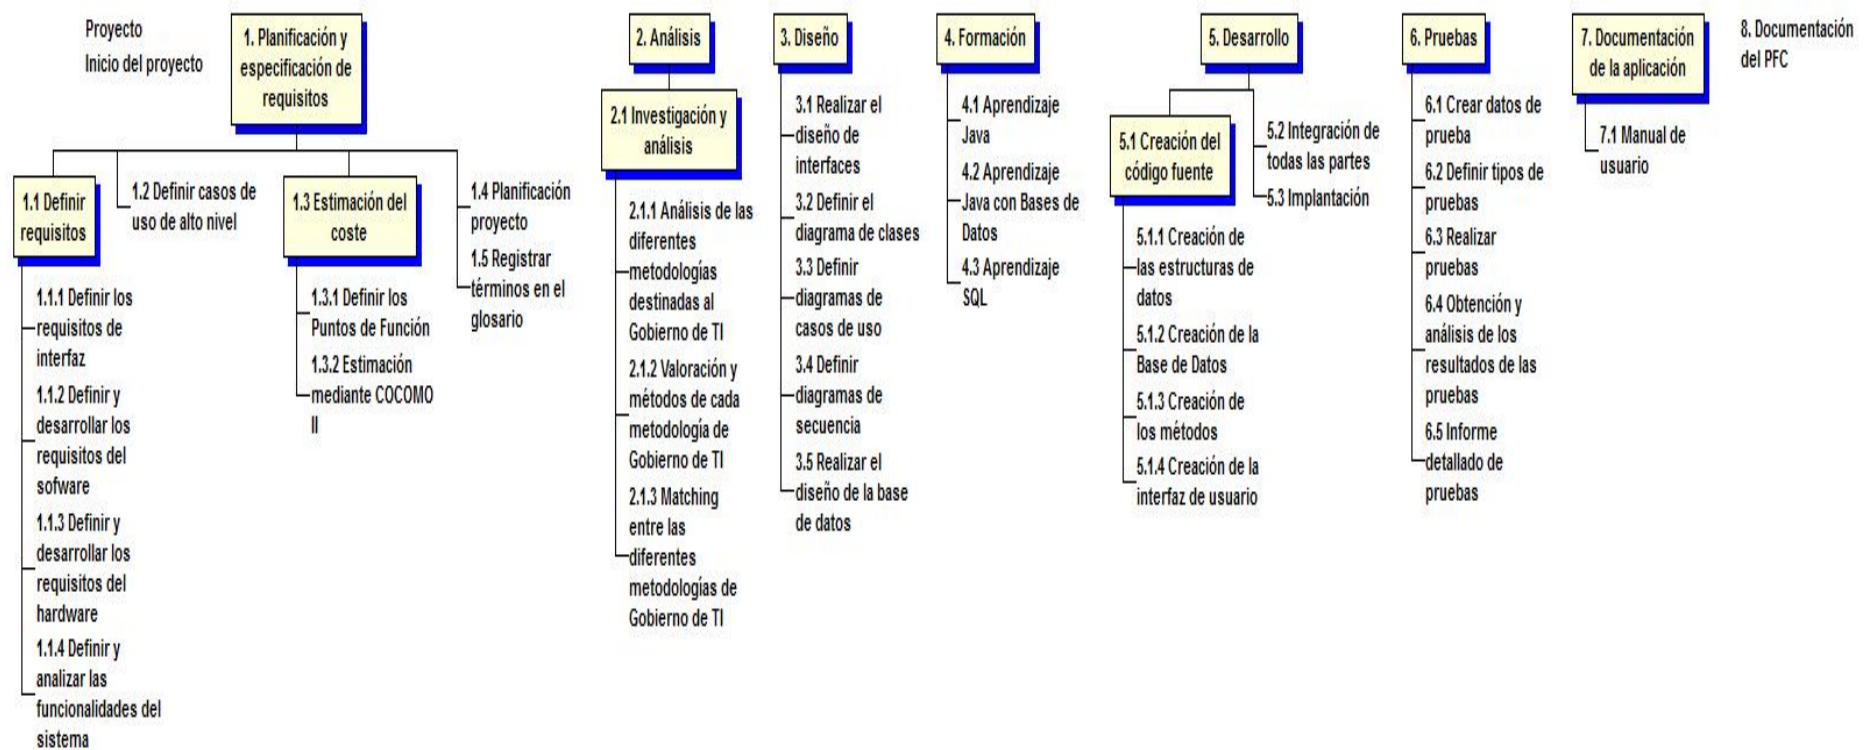 Proyecto
Inicio del proyecto
1. Planificación y
especificación de
requisitos
1.1 Definir
requisitos
1.1.1 Definir los
requisitos de
interfaz
1.1.2 Definir y
desarrollar los
requisitos del
sofware
1.1.3 Definir y
desarrollar los
requisitos del
hardware
1.1.4 Definir y
analizar las
funcionalidades del
sistema
1.2 Definir casos de
uso de alto nivel
1.3 Estimación del
coste
1.3.1 Definir los
Puntos de Función
1.3.2 Estimación
mediante COCOMO
II
1.4 Planificación
proyecto
1.5 Registrar
términos en el
glosario
2. Análisis
2.1 Investigación y
análisis
2.1.1 Análisis de las
diferentes
metodologías
destinadas al
Gobierno de TI
2.1.2 Valoración y
métodos de cada
metodología de
Gobierno de TI
2.1.3 Matching
entre las
diferentes
metodologías de
Gobierno de TI
3. Diseño
3.1 Realizar el
diseño de
interfaces
3.2 Definir el
diagrama de clases
3.3 Definir
diagramas de
casos de uso
3.4 Definir
diagramas de
secuencia
3.5 Realizar el
diseño de la base
de datos
4. Formación
4.1 Aprendizaje
Java
4.2 Aprendizaje
Java con Bases de
Datos
4.3 Aprendizaje
SQL
5. Desarrollo
5.1 Creación del
código fuente
5.1.1 Creación de
las estructuras de
datos
5.1.2 Creación de la
Base de Datos
5.1.3 Creación de
los métodos
5.1.4 Creación de la
interfaz de usuario
5.2 Integración de
todas las partes
5.3 Implantación
6. Pruebas
6.1 Crear datos de
prueba
6.2 Definir tipos de
pruebas
6.3 Realizar
pruebas
6.4 Obtención y
análisis de los
resultados de las
pruebas
6.5 Informe
detallado de
pruebas
7. Documentación
de la aplicación
7.1 Manual de
usuario
8. Documentación
del PFC